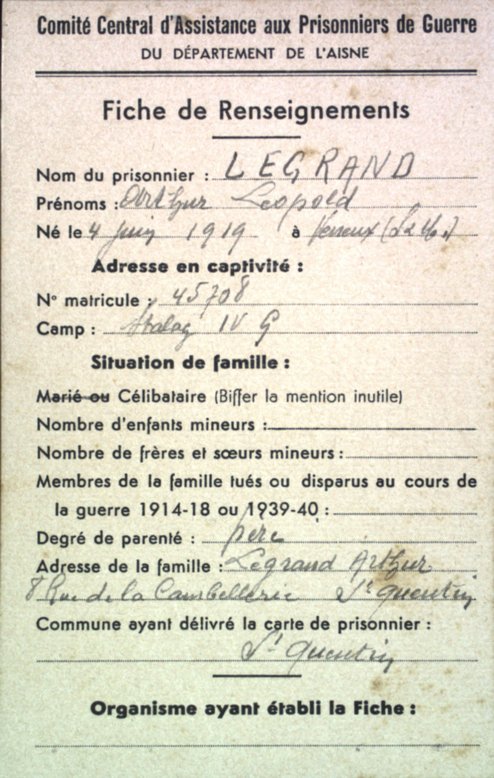 Comité Central d'Assistance aux Prisonniers de Guerre
DU DÉPARTEMENT DE L'AISNE
Fiche de Renseignements
Nom du prisonnier : LEGRAND
Prénoms : Arthur Leopold
Né le 4 juin 1919 à
Adresse en captivité :
N° matricule : 45708
Camp : Stalag IV G
Situation de famille :
Marié ou Célibataire (Biffer la mention inutile)
Nombre d'enfants mineurs :
Nombre de frères et sœurs mineurs :
Membres de la famille tués ou disparus au cours de
la guerre 1914-18 ou 1939-40 :
Degré de parenté : père
Adresse de la famille : Legrand Arthur
8 Rue de la St Quentin
Commune ayant délivré la carte de prisonnier :
St Quentin
Organisme ayant établi la Fiche :